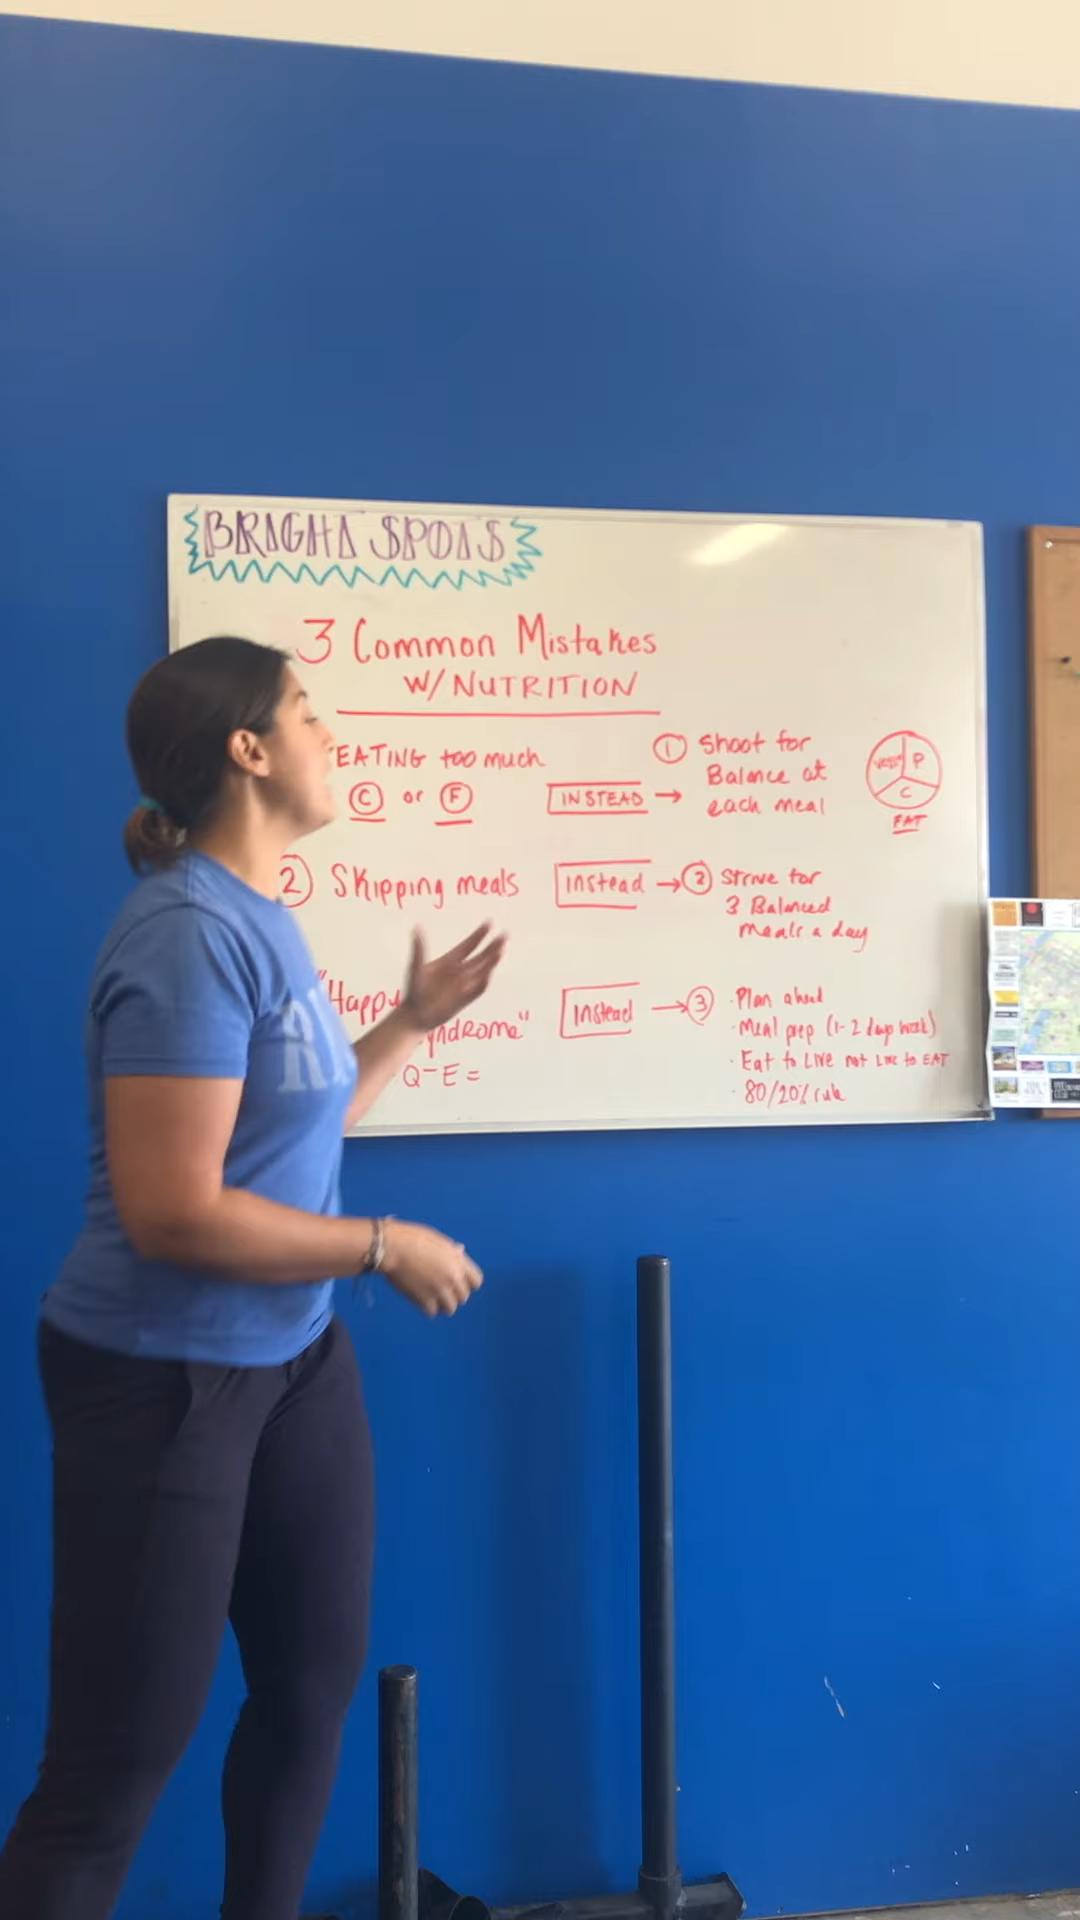 BRIGHT SPOTS
3 Common Mistakes
W/ NUTRITION
EATING too much
C or F
INSTEAD →
1 Shoot for
Balance at
each meal
P
C
FAT
2) Skipping meals
Instead → 2 Strive for
3 Balanced
meals a day
"Happy
Syndrome"
Q-E =
Instead → 3
· Plan ahead
· Meal prep (1-2 days week)
· Eat to Live not Live to EAT
· 80/20% rule